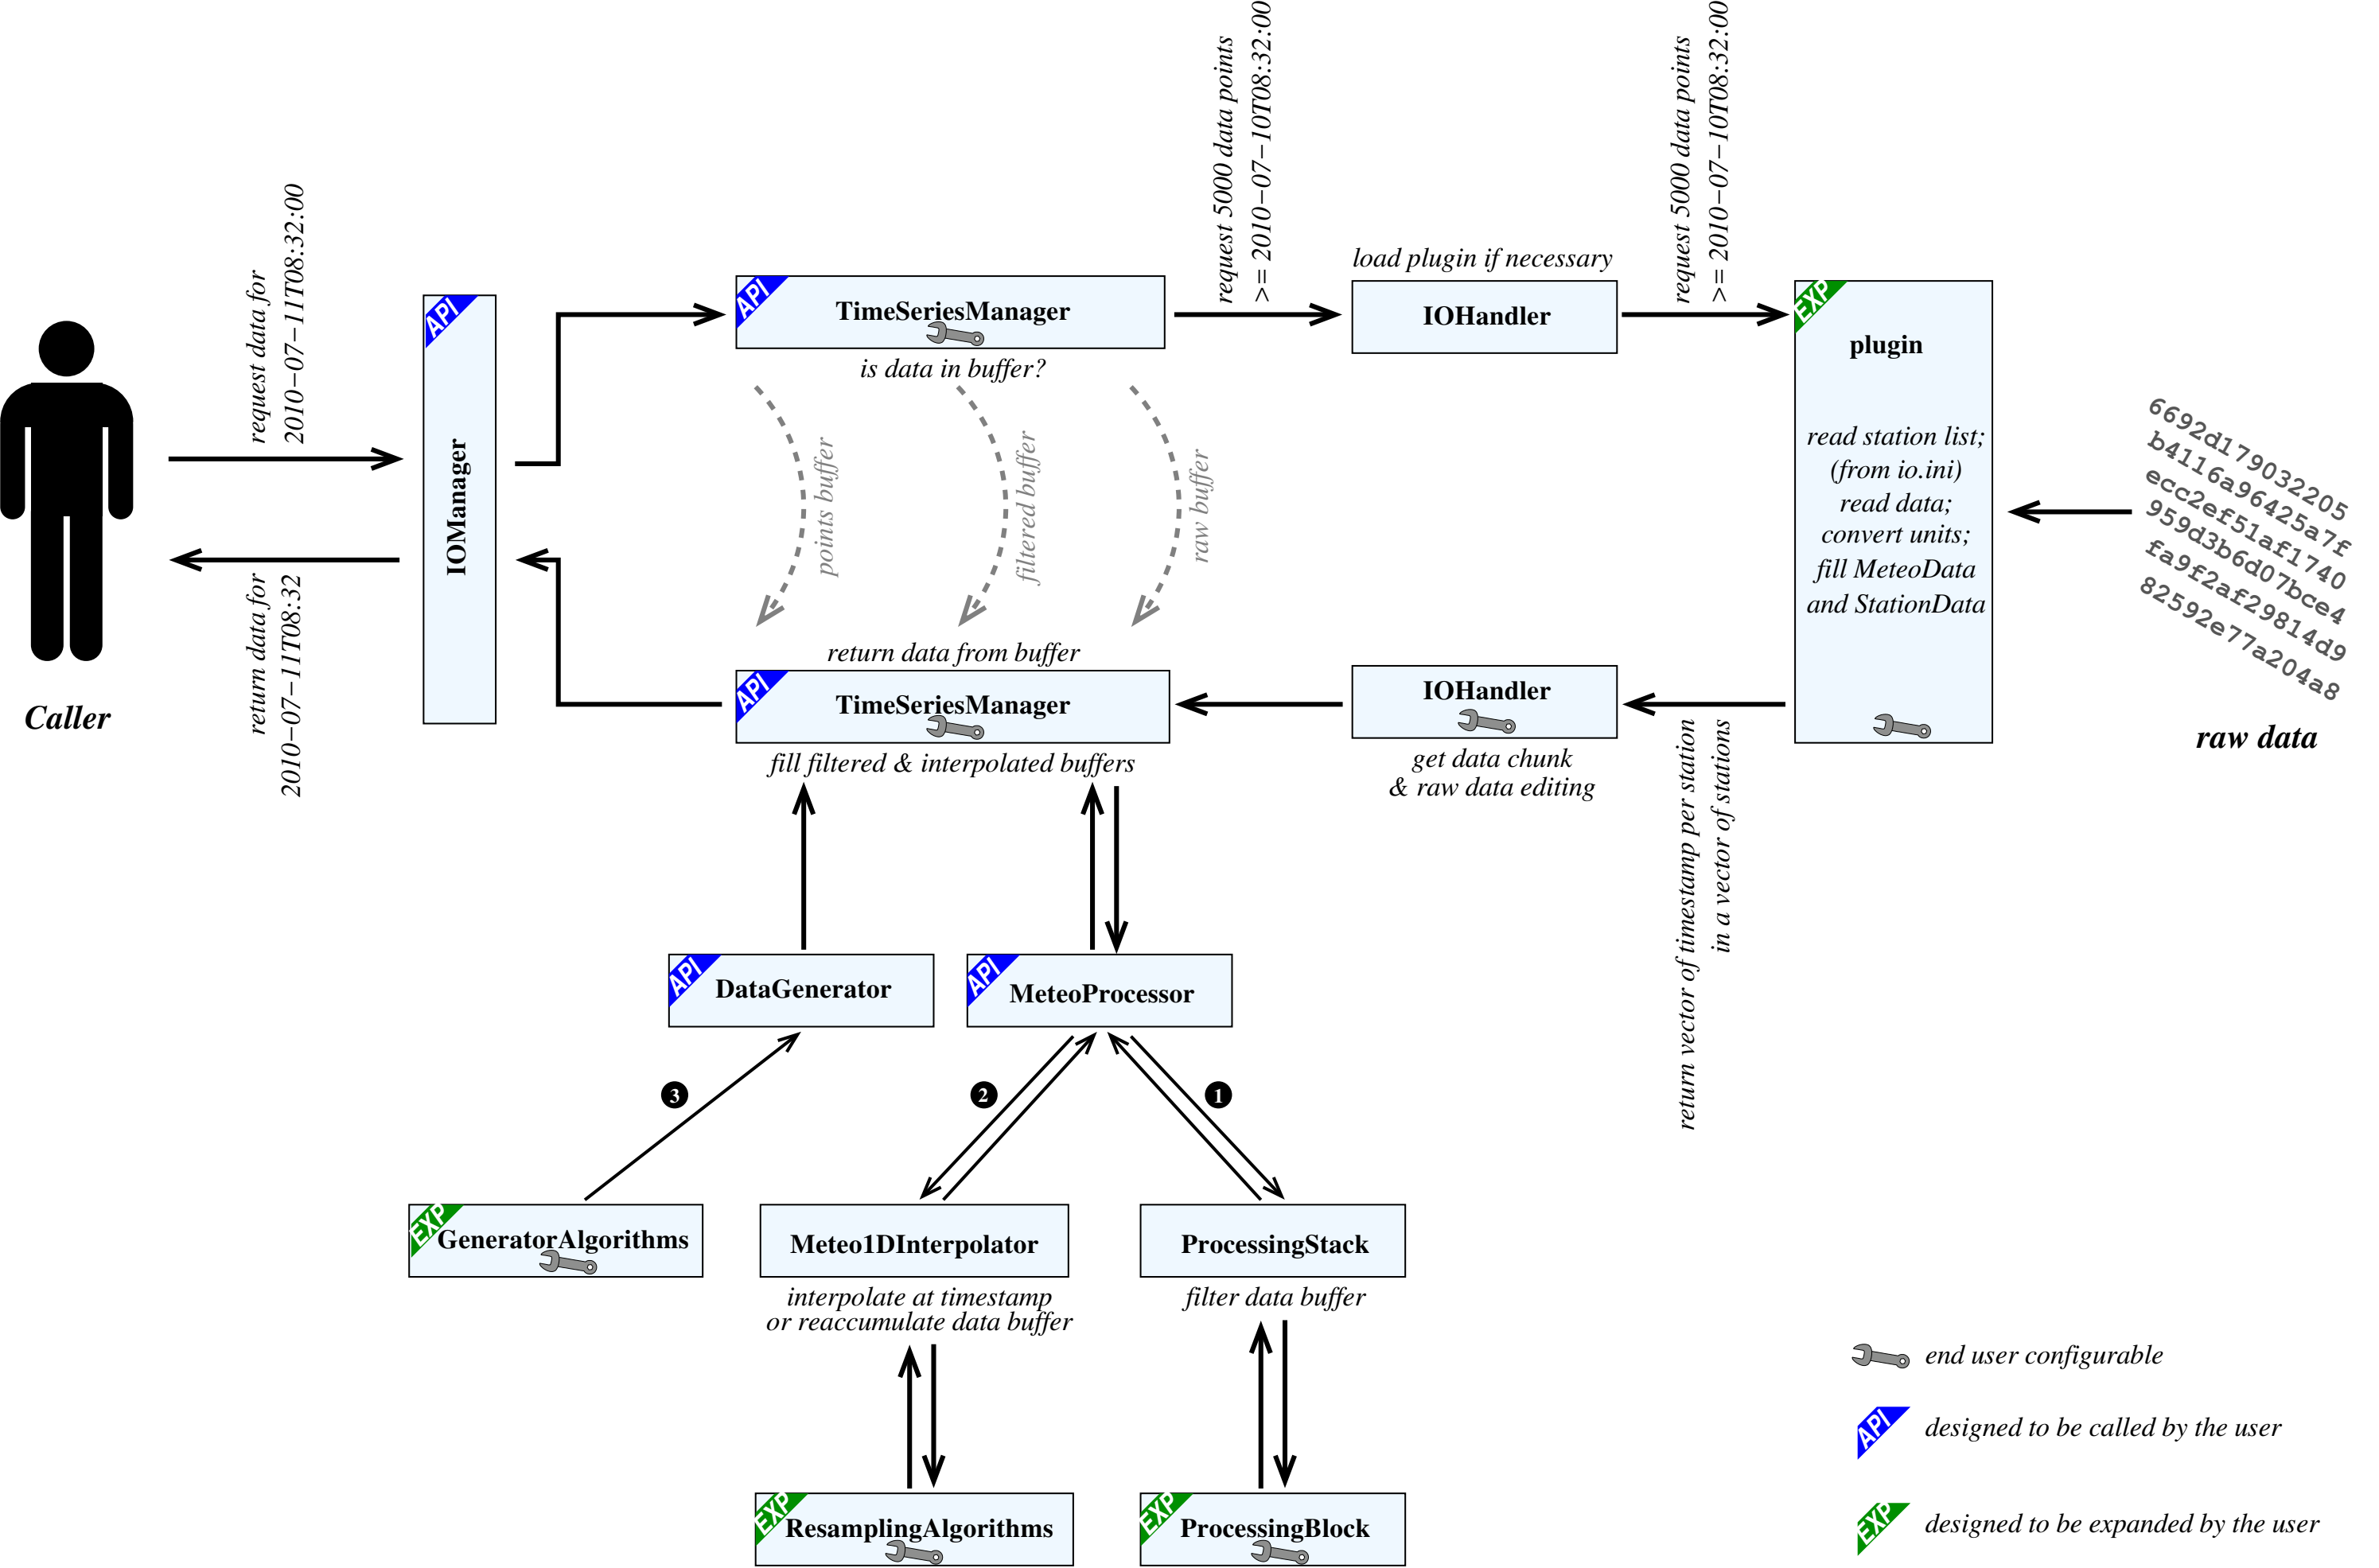 request data for
2010−07−11T08:32:00
return data for
2010−07−11T08:32
Caller
API
IOManager
API
TimeSeriesManager
is data in buffer?
points buffer
filtered buffer
raw buffer
return data from buffer
API
TimeSeriesManager
fill filtered & interpolated buffers
request 5000 data points
>= 2010−07−10T08:32:00
load plugin if necessary
IOHandler
request 5000 data points
>= 2010−07−10T08:32:00
EXP
plugin
read station list;
(from io.ini)
read data;
convert units;
fill MeteoData
and StationData
6692d179032205
b4116a96425a7f
ecc2ef51af1740
959d3b6d07bce4
fa9f2af29814d9
82592e77a204a8
raw data
IOHandler
get data chunk
& raw data editing
return vector of timestamp per station
in a vector of stations
API
DataGenerator
API
MeteoProcessor
3
2
1
EXP
GeneratorAlgorithms
Meteo1DInterpolator
interpolate at timestamp
or reaccumulate data buffer
ProcessingStack
filter data buffer
EXP
ResamplingAlgorithms
EXP
ProcessingBlock
end user configurable
API
designed to be called by the user
EXP
designed to be expanded by the user